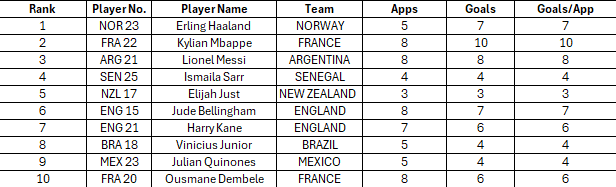 Rank Player No. Player Name Team Apps Goals Goals/App
1 NOR 23 Erling Haaland NORWAY 5 7 7
2 FRA 22 Kylian Mbappe FRANCE 8 10 10
3 ARG 21 Lionel Messi ARGENTINA 8 8 8
4 SEN 25 Ismaila Sarr SENEGAL 4 4 4
5 NZL 17 Elijah Just NEW ZEALAND 3 3 3
6 ENG 15 Jude Bellingham ENGLAND 8 7 7
7 ENG 21 Harry Kane ENGLAND 7 6 6
8 BRA 18 Vinicius Junior BRAZIL 5 4 4
9 MEX 23 Julian Quinones MEXICO 5 4 4
10 FRA 20 Ousmane Dembele FRANCE 8 6 6